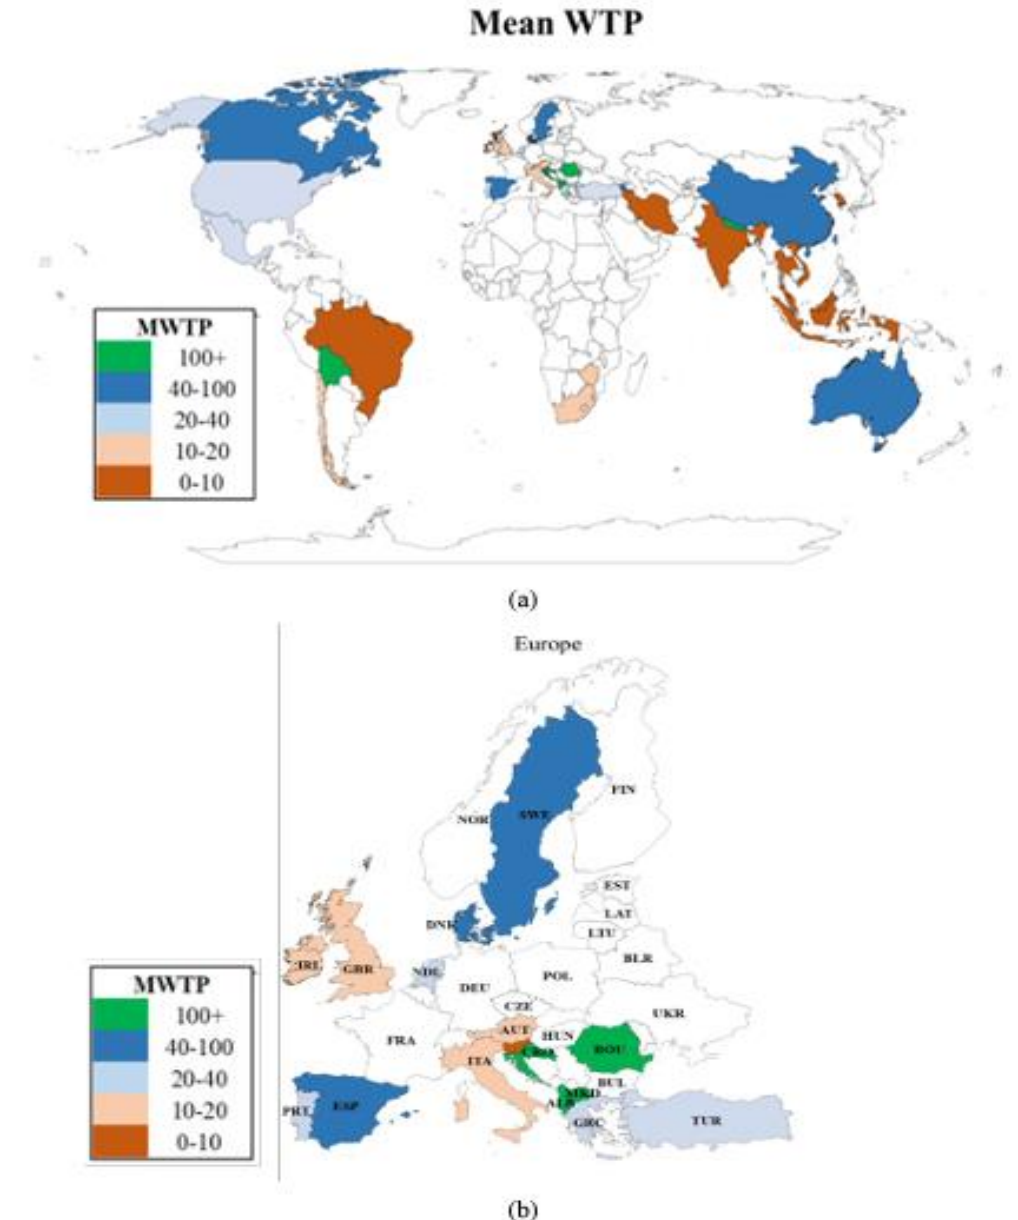 Mean WTP
MWTP
100+
40-100
20-40
10-20
0-10
(a)
Europe
FIN
NOR
SWE
EST
LAT
DNK
LTU
BLR
IRL
GBR
NDL
DEU
POL
CZE
UKR
FRA
AUT
HUN
ITA
ROU
BUL
MKD
ALB
PRT
ESP
GRC
TUR
MWTP
100+
40-100
20-40
10-20
0-10
(b)